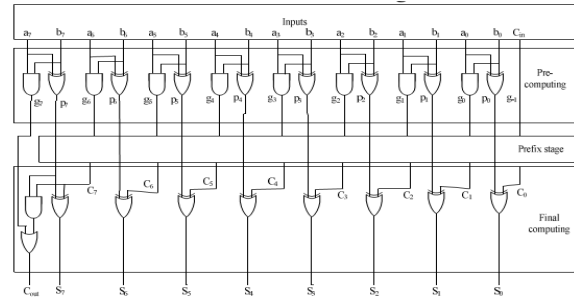 Inputs
a7 b7 a6 b6 a5 b5 a4 b4 a3 b3 a2 b2 a1 b1 a0 b0 Cin
Pre-
computing
g7 p7 g6 p6 g5 p5 g4 p4 g3 p3 g2 p2 g1 p1 g0 p0 g-1
Prefix stage
C7 C6 C5 C4 C3 C2 C1 C0
Final
computing
Cout S7 S6 S5 S4 S3 S2 S1 S0